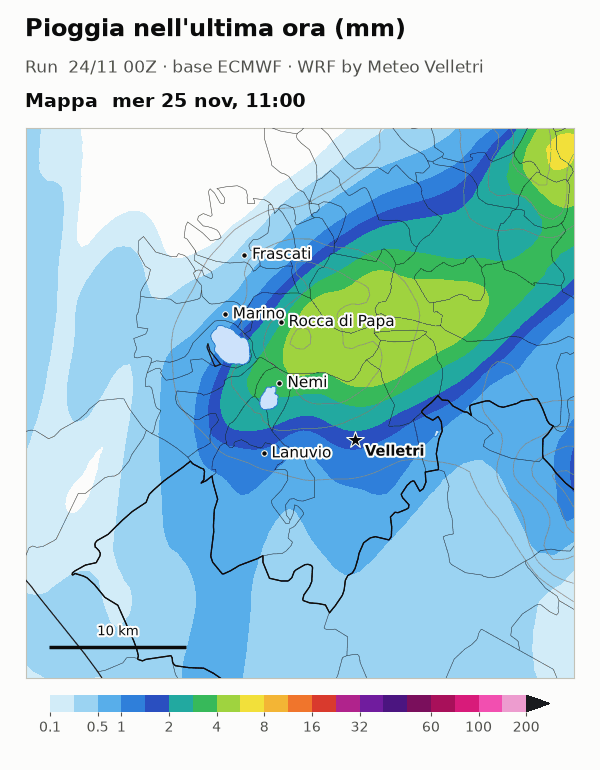 Pioggia nell'ultima ora (mm)
Run  24/11 00Z · base ECMWF · WRF by Meteo Velletri
Mappa  mer 25 nov, 11:00
Frascati
Marino
Rocca di Papa
Nemi
Velletri
Lanuvio
10 km
0.1 0.5 1 2 4 8 16 32 60 100 200